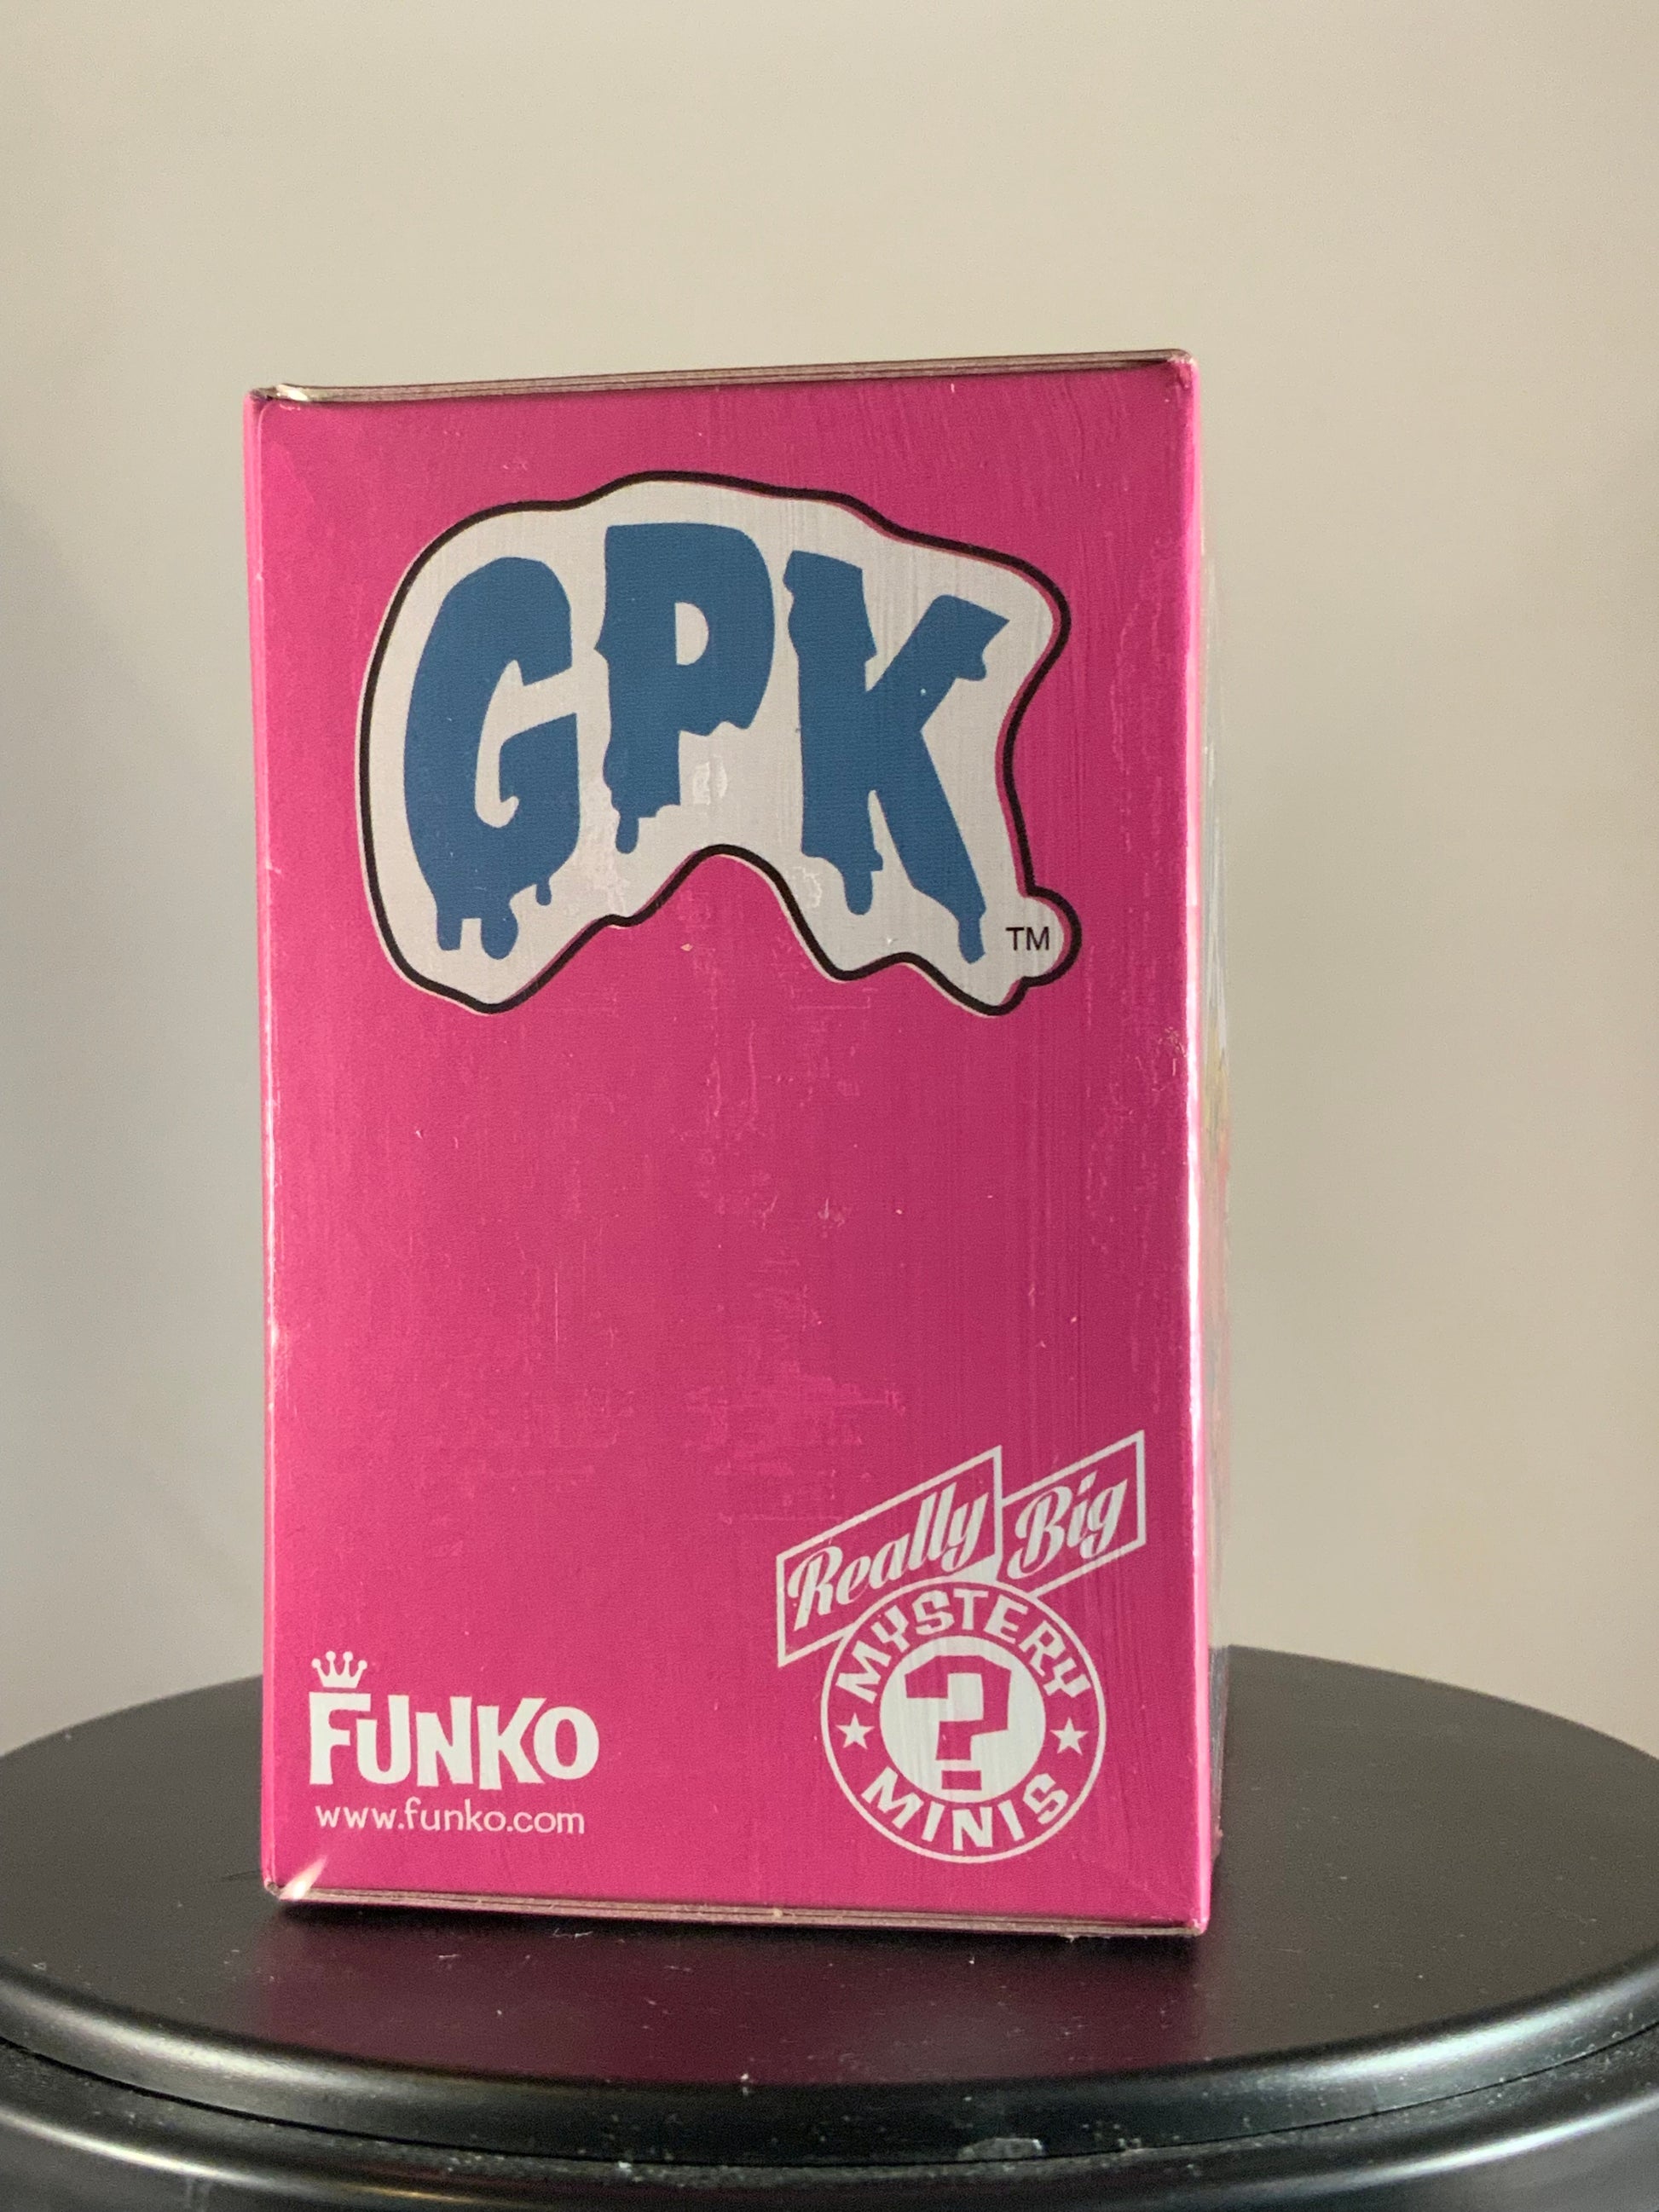 GPK
TM
Really Big
MYSTERY
?
MINIS
FUNKO
www.funko.com